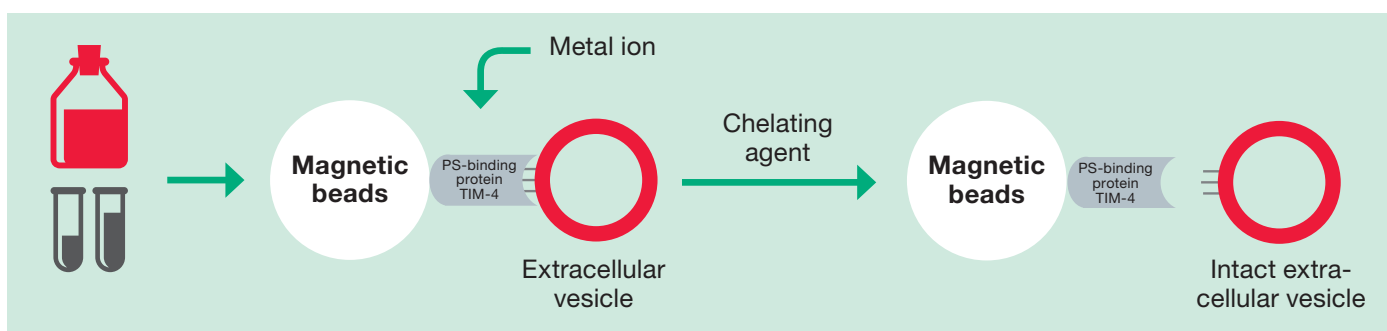 Metal ion
Magnetic
beads
PS-binding
protein
TIM-4
Extracellular
vesicle
Chelating
agent
Magnetic
beads
PS-binding
protein
TIM-4
Intact extra-
cellular vesicle